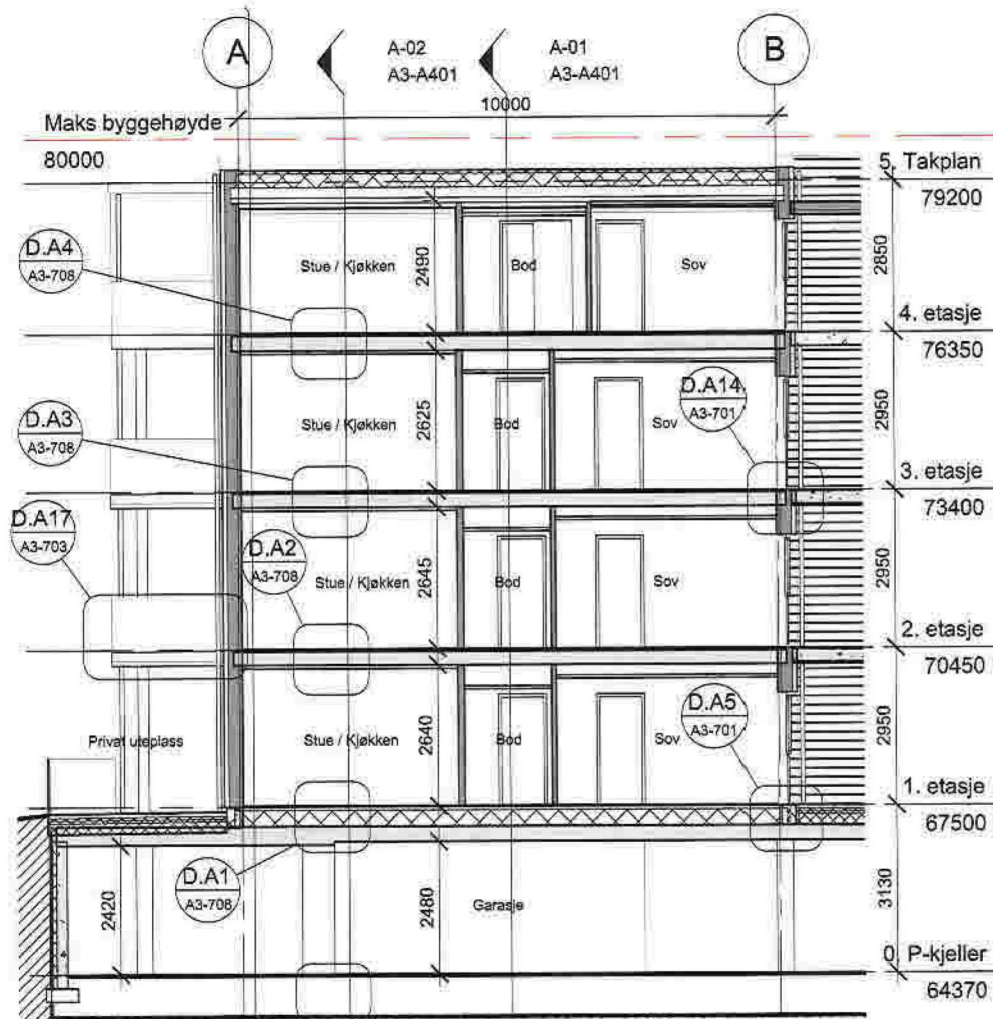 A
A-02
A3-A401
A-01
A3-A401
B
10000
Maks byggehøyde
80000
5. Takplan
79200
D.A4
A3-708
Stue / Kjøkken
2490
Bod
Sov
2850
4. etasje
76350
D.A3
A3-708
Stue / Kjøkken
2625
Bod
Sov
D.A14
A3-701
2950
3. etasje
73400
D.A17
A3-703
D.A2
A3-708
Stue / Kjøkken
2645
Bod
Sov
2950
2. etasje
70450
Privat uteplass
Stue / Kjøkken
2640
Bod
Sov
D.A5
A3-701
2950
1. etasje
67500
D.A1
A3-708
2420
2480
Garasje
3130
0. P-kjeller
64370